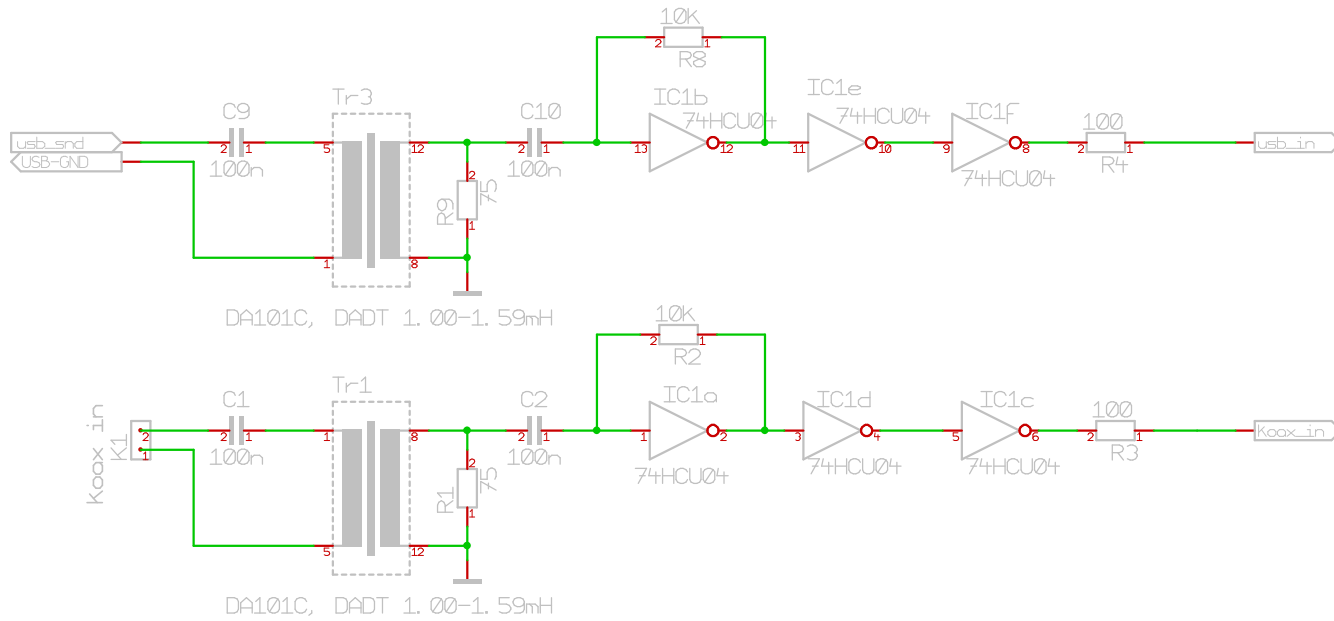 10k
2 1
R8
IC1e
C9
Tr3
C10
IC1b
74HCU04
74HCU04
IC1F
100
usb_snd
USB-GND
2 1
5
12
2 1
13
12
11
10
9
8
2 1
usb_in
100n
100n
74HCU04
R4
R9
2
75
1
1
8
DA101C, DADT 1.00-1.59mH
10k
2 1
R2
Koax in
K1
2
1
C1
Tr1
C2
IC1a
IC1d
IC1c
100
2 1
1
8
2 1
1
2
3
4
5
6
2 1
Koax_in
100n
100n
74HCU04
74HCU04
74HCU04
R3
R1
2
75
1
5
12
DA101C, DADT 1.00-1.59mH